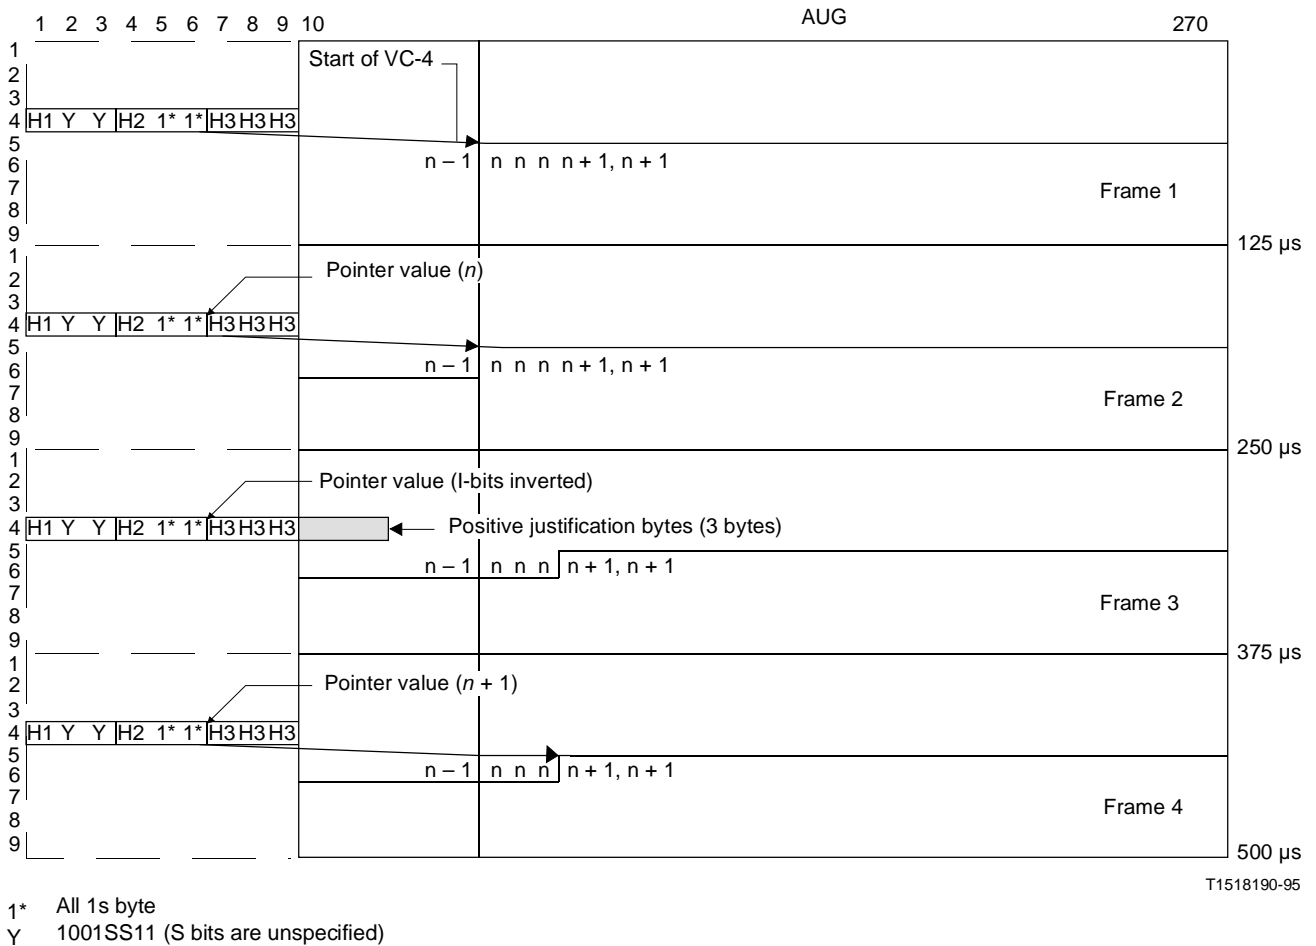 AUG
1 2 3 4 5 6 7 8 9 10 270
1
Start of VC-4
2
3
4 H1 Y Y H2 1* 1* H3 H3 H3
5
6 n – 1 n n n n + 1, n + 1
7 Frame 1
8
9 125 µs
1
2 Pointer value (n)
3
4 H1 Y Y H2 1* 1* H3 H3 H3
5
6 n – 1 n n n n + 1, n + 1
7 Frame 2
8
9 250 µs
1
2 Pointer value (I-bits inverted)
3
4 H1 Y Y H2 1* 1* H3 H3 H3 Positive justification bytes (3 bytes)
5
6 n – 1 n n n n + 1, n + 1
7 Frame 3
8
9 375 µs
1
2 Pointer value (n + 1)
3
4 H1 Y Y H2 1* 1* H3 H3 H3
5
6 n – 1 n n n n + 1, n + 1
7 Frame 4
8
9 500 µs
T1518190-95
1* All 1s byte
Y 1001SS11 (S bits are unspecified)